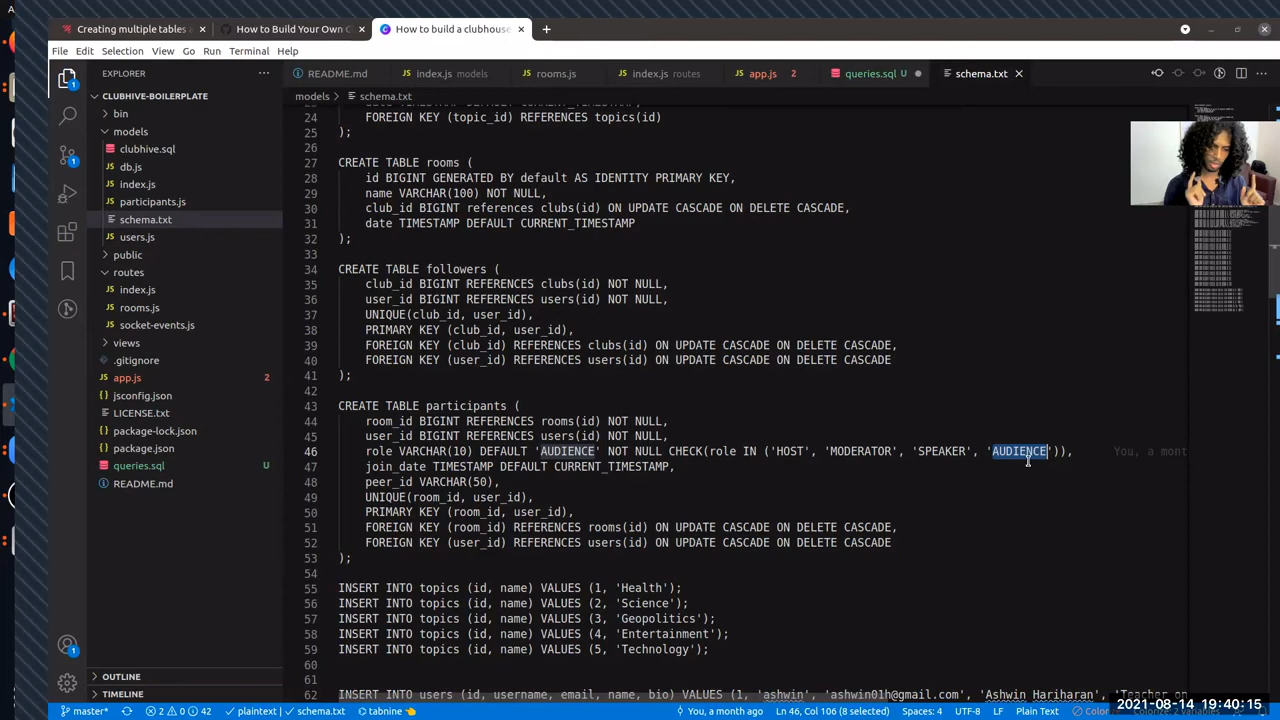 Creating multiple tables a
How to Build Your Own C
How to build a clubhouse
File Edit Selection View Go Run Terminal Help
EXPLORER
README.md
index.js models
rooms.js
index.js routes
app.js 2
queries.sql U
schema.txt
CLUBHIVE-BOILERPLATE
models > schema.txt
bin
models
clubhive.sql
db.js
index.js
participants.js
schema.txt
users.js
public
routes
index.js
rooms.js
socket-events.js
views
.gitignore
app.js 2
jsconfig.json
LICENSE.txt
package-lock.json
package.json
queries.sql U
README.md
OUTLINE
TIMELINE
24 FOREIGN KEY (topic_id) REFERENCES topics(id)
25 );
26
27 CREATE TABLE rooms (
28 id BIGINT GENERATED BY default AS IDENTITY PRIMARY KEY,
29 name VARCHAR(100) NOT NULL,
30 club_id BIGINT references clubs(id) ON UPDATE CASCADE ON DELETE CASCADE,
31 date TIMESTAMP DEFAULT CURRENT_TIMESTAMP
32 );
33
34 CREATE TABLE followers (
35 club_id BIGINT REFERENCES clubs(id) NOT NULL,
36 user_id BIGINT REFERENCES users(id) NOT NULL,
37 UNIQUE(club_id, user_id),
38 PRIMARY KEY (club_id, user_id),
39 FOREIGN KEY (club_id) REFERENCES clubs(id) ON UPDATE CASCADE ON DELETE CASCADE,
40 FOREIGN KEY (user_id) REFERENCES users(id) ON UPDATE CASCADE ON DELETE CASCADE
41 );
42
43 CREATE TABLE participants (
44 room_id BIGINT REFERENCES rooms(id) NOT NULL,
45 user_id BIGINT REFERENCES users(id) NOT NULL,
46 role VARCHAR(10) DEFAULT 'AUDIENCE' NOT NULL CHECK(role IN ('HOST', 'MODERATOR', 'SPEAKER', 'AUDIENCE')), You, a mont
47 join_date TIMESTAMP DEFAULT CURRENT_TIMESTAMP,
48 peer_id VARCHAR(50),
49 UNIQUE(room_id, user_id),
50 PRIMARY KEY (room_id, user_id),
51 FOREIGN KEY (room_id) REFERENCES rooms(id) ON UPDATE CASCADE ON DELETE CASCADE,
52 FOREIGN KEY (user_id) REFERENCES users(id) ON UPDATE CASCADE ON DELETE CASCADE
53 );
54
55 INSERT INTO topics (id, name) VALUES (1, 'Health');
56 INSERT INTO topics (id, name) VALUES (2, 'Science');
57 INSERT INTO topics (id, name) VALUES (3, 'Geopolitics');
58 INSERT INTO topics (id, name) VALUES (4, 'Entertainment');
59 INSERT INTO topics (id, name) VALUES (5, 'Technology');
60
61
62 INSERT INTO users (id, username, email, name, bio) VALUES (1, 'ashwin', 'ashwin01h@gmail.com', 'Ashwin Hariharan', 'Teacher on
master* 2 0 42 plaintext schema.txt tabnine You, a month ago Ln 46, Col 106 (8 selected) Spaces: 4 UTF-8 LF Plain Text
2021-08-14 19:40:15